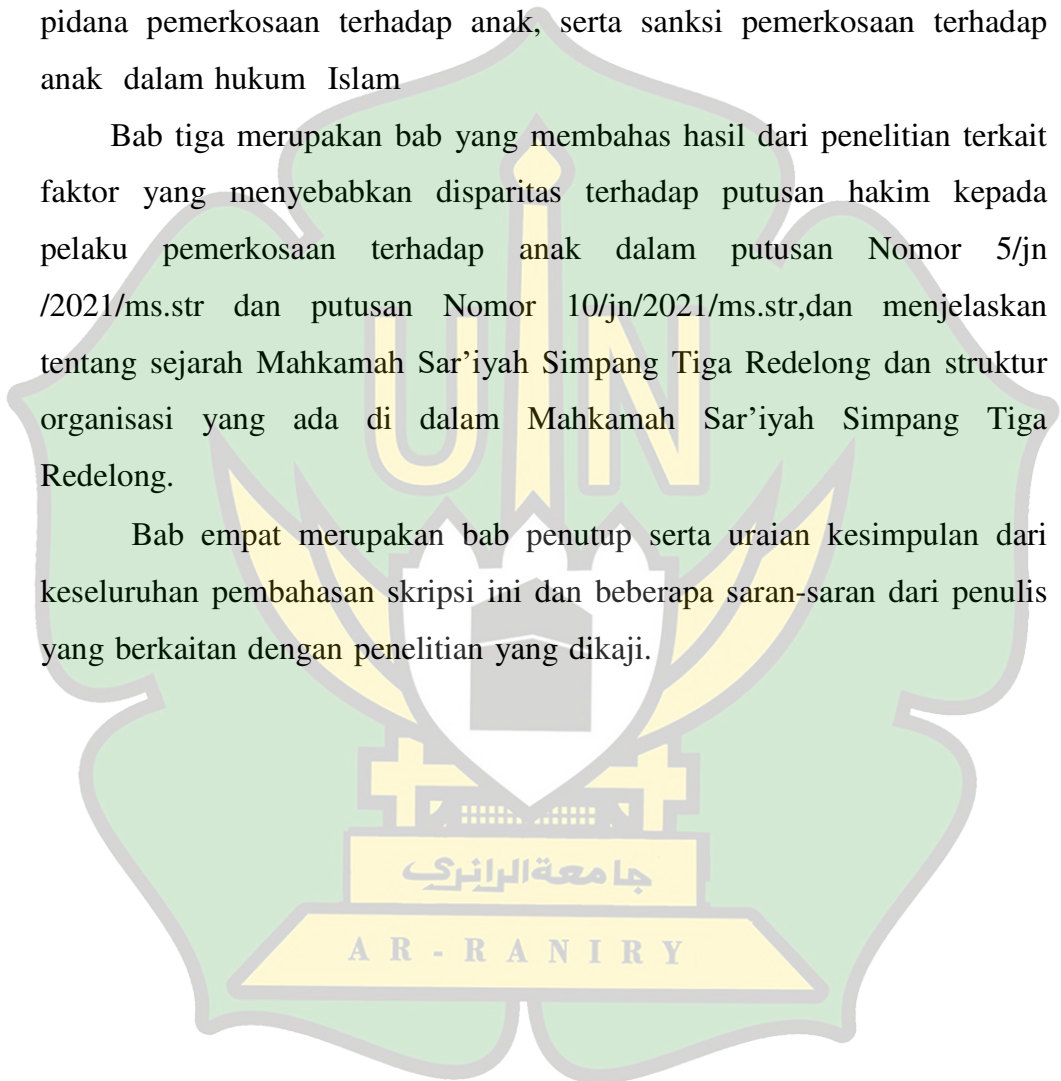 pidana pemerkosaan terhadap anak, serta sanksi pemerkosaan terhadap
anak dalam hukum Islam
Bab tiga merupakan bab yang membahas hasil dari penelitian terkait
faktor yang menyebabkan disparitas terhadap putusan hakim kepada
pelaku pemerkosaan terhadap anak dalam putusan Nomor 5/jn
/2021/ms.str dan putusan Nomor 10/jn/2021/ms.str,dan menjelaskan
tentang sejarah Mahkamah Sar’iyah Simpang Tiga Redelong dan struktur
organisasi yang ada di dalam Mahkamah Sar’iyah Simpang Tiga
Redelong.
Bab empat merupakan bab penutup serta uraian kesimpulan dari
keseluruhan pembahasan skripsi ini dan beberapa saran-saran dari penulis
yang berkaitan dengan penelitian yang dikaji.
UIN
جامعةالرانري
AR-RANIRY